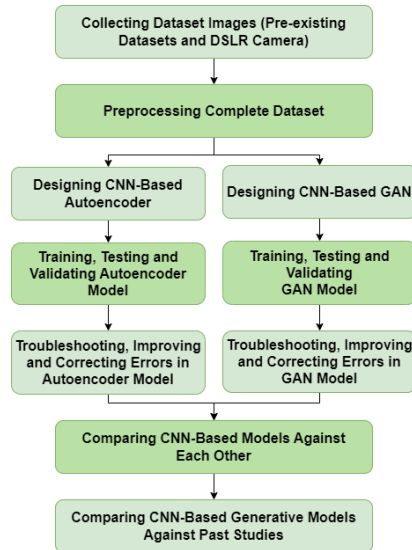 Collecting Dataset Images (Pre-existing
Datasets and DSLR Camera)
Preprocessing Complete Dataset
Designing CNN-Based
Autoencoder
Designing CNN-Based GAN
Training, Testing and
Validating Autoencoder
Model
Training, Testing and
Validating
GAN Model
Troubleshooting, Improving
and Correcting Errors in
Autoencoder Model
Troubleshooting, Improving
and Correcting Errors in
GAN Model
Comparing CNN-Based Models Against
Each Other
Comparing CNN-Based Generative Models
Against Past Studies